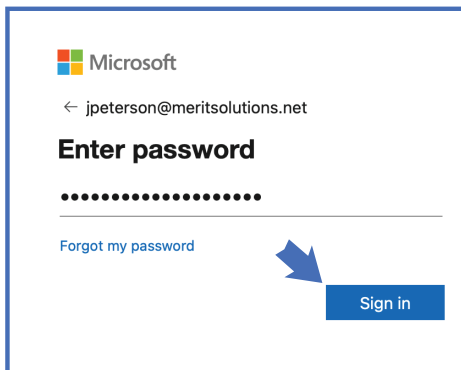 Microsoft
← jpeterson@meritsolutions.net
Enter password
••••••••••••••••••••
Forgot my password
Sign in